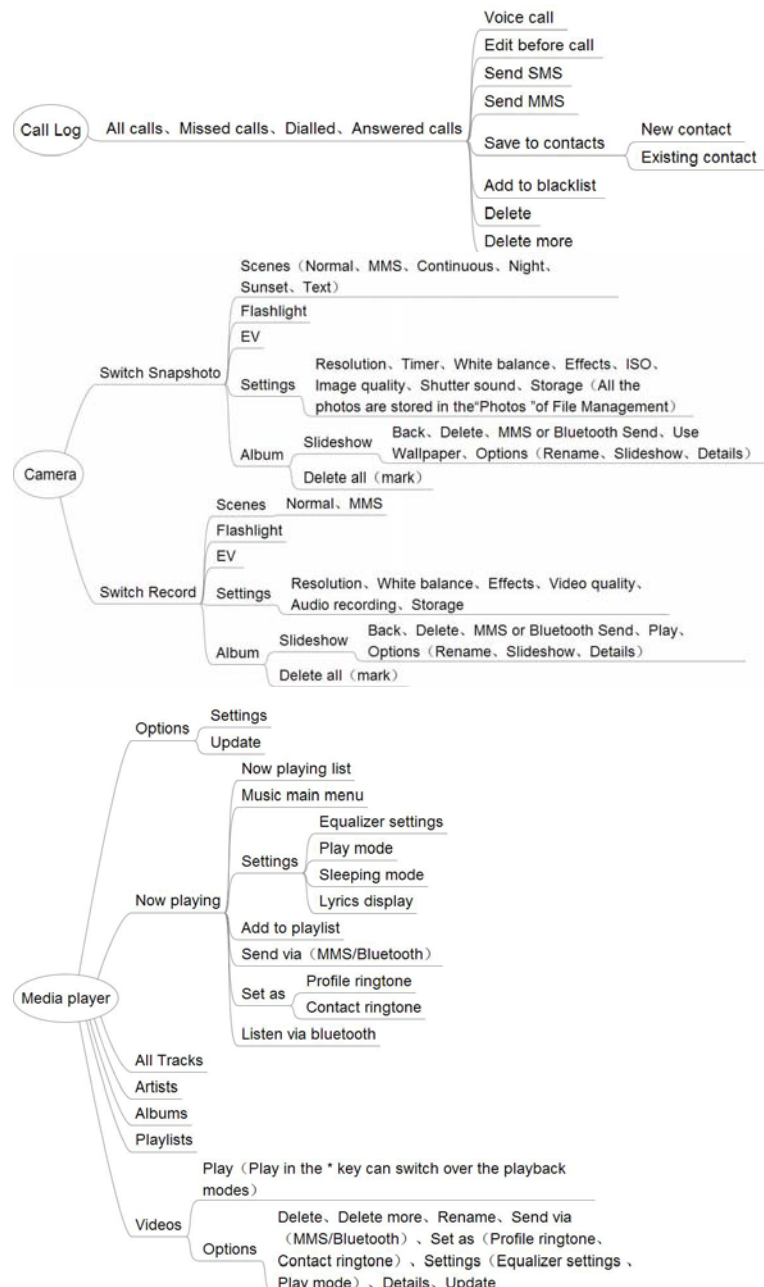 Voice call
Edit before call
Send SMS
Send MMS
Call Log
All calls、Missed calls、Dialled、Answered calls
Save to contacts
New contact
Existing contact
Add to blacklist
Delete
Delete more
Scenes（Normal、MMS、Continuous、Night、
Sunset、Text）
Flashlight
EV
Switch Snapshoto
Settings
Resolution、Timer、White balance、Effects、ISO、
Image quality、Shutter sound、Storage（All the
photos are stored in the“Photos ”of File Management）
Album
Slideshow
Back、Delete、MMS or Bluetooth Send、Use
Wallpaper、Options（Rename、Slideshow、Details）
Delete all（mark）
Camera
Scenes
Normal、MMS
Flashlight
EV
Switch Record
Settings
Resolution、White balance、Effects、Video quality、
Audio recording、Storage
Album
Slideshow
Back、Delete、MMS or Bluetooth Send、Play、
Options（Rename、Slideshow、Details）
Delete all（mark）
Options
Settings
Update
Now playing list
Music main menu
Settings
Equalizer settings
Play mode
Sleeping mode
Lyrics display
Now playing
Add to playlist
Send via（MMS/Bluetooth）
Set as
Profile ringtone
Contact ringtone
Listen via bluetooth
Media player
All Tracks
Artists
Albums
Playlists
Videos
Play（Play in the * key can switch over the playback
modes）
Options
Delete、Delete more、Rename、Send via
（MMS/Bluetooth）、Set as（Profile ringtone、
Contact ringtone）、Settings（Equalizer settings 、
Play mode）、Details、Update